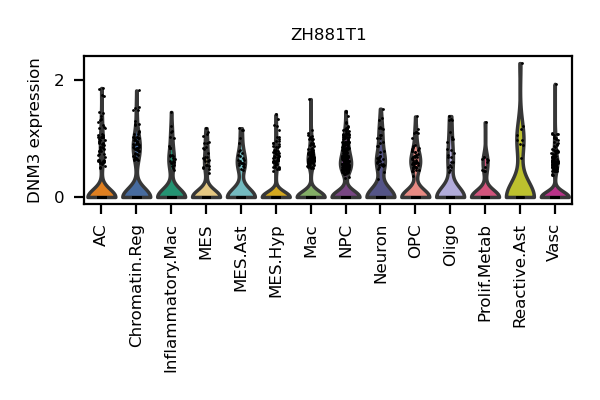 ZH881T1
DNM3 expression
2
0
AC
Chromatin.Reg
Inflammatory.Mac
MES
MES.Ast
MES.Hyp
Mac
NPC
Neuron
OPC
Oligo
Prolif.Metab
Reactive.Ast
Vasc